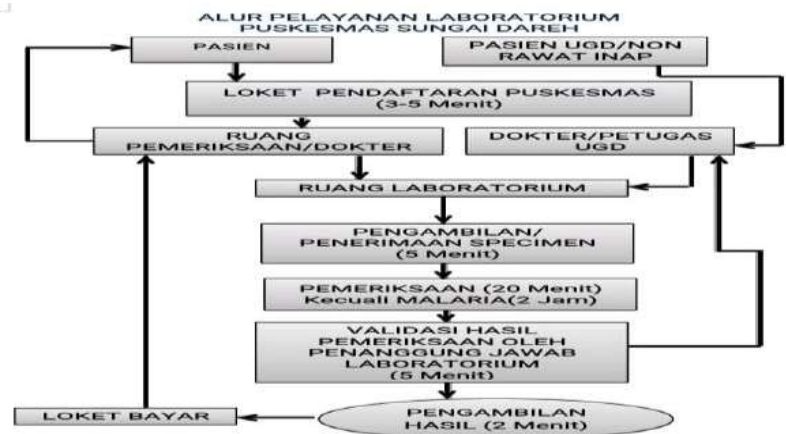 ALUR PELAYANAN LABORATORIUM
PUSKESMAS SUNGAI DAREH
PASIEN
PASIEN UGD/NON
RAWAT INAP
LOKET PENDAFTARAN PUSKESMAS
(3-5 Menit)
RUANG
PEMERIKSAAN/DOKTER
DOKTER/PETUGAS
UGD
RUANG LABORATORIUM
PENGAMBILAN/
PENERIMAAN SPECIMEN
(5 Menit)
PEMERIKSAAN (20 Menit)
Kecuali MALARIA(2 Jam)
VALIDASI HASIL
PEMERIKSAAN OLEH
PENANGGUNG JAWAB
LABORATORIUM
(5 Menit)
LOKET BAYAR
PENGAMBILAN
HASIL (2 Menit)